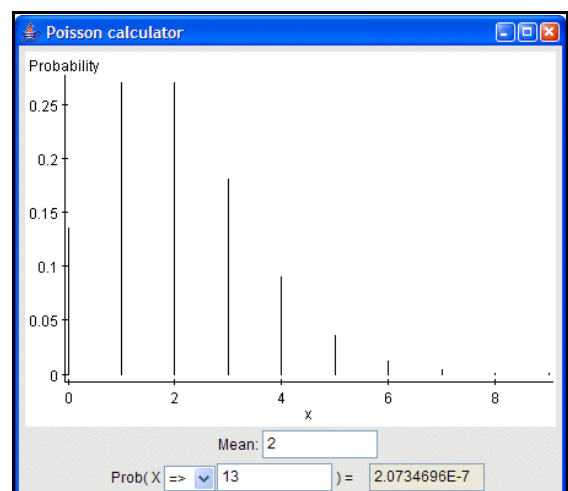 Poisson calculator
Probability
0.25
0.2
0.15
0.1
0.05
0
0 2 4 6 8
x
Mean: 2
Prob( X => 13 ) = 2.0734696E-7